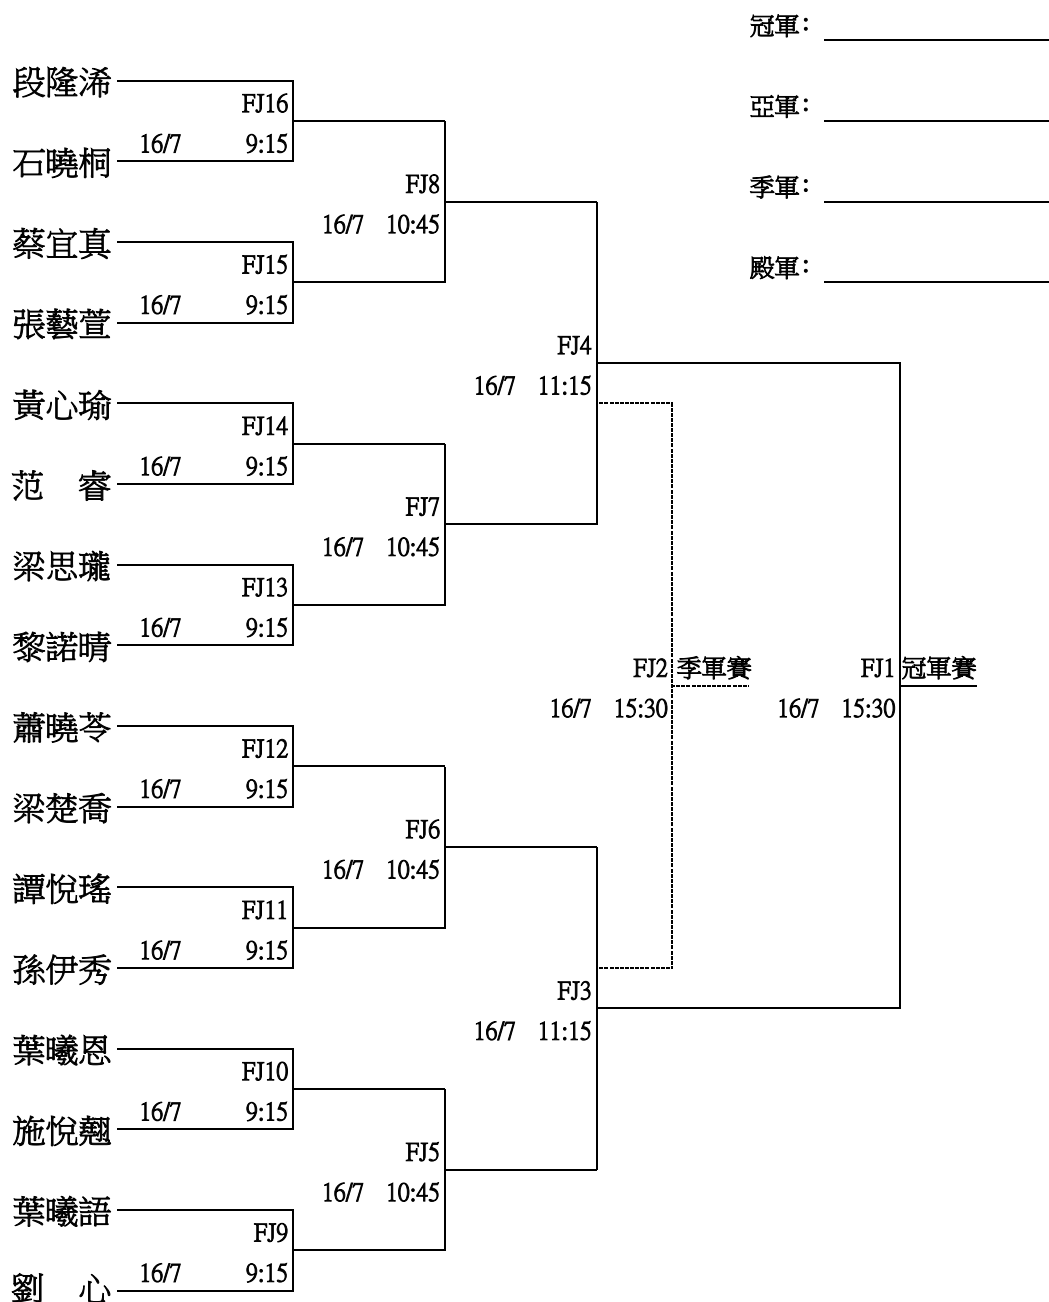 冠軍：
段隆浠
FJ16
亞軍：
16/7 9:15
石曉桐
FJ8
季軍：
16/7 10:45
蔡宜真
FJ15
殿軍：
16/7 9:15
張藝萱
FJ4
16/7 11:15
黃心瑜
FJ14
16/7 9:15
范 睿
FJ7
16/7 10:45
梁思瓏
FJ13
16/7 9:15
黎諾晴
FJ2 季軍賽
FJ1 冠軍賽
16/7 15:30
16/7 15:30
蕭曉苓
FJ12
16/7 9:15
梁楚喬
FJ6
16/7 10:45
譚悅瑤
FJ11
16/7 9:15
孫伊秀
FJ3
16/7 11:15
葉曦恩
FJ10
16/7 9:15
施悅翹
FJ5
16/7 10:45
葉曦語
FJ9
16/7 9:15
劉 心